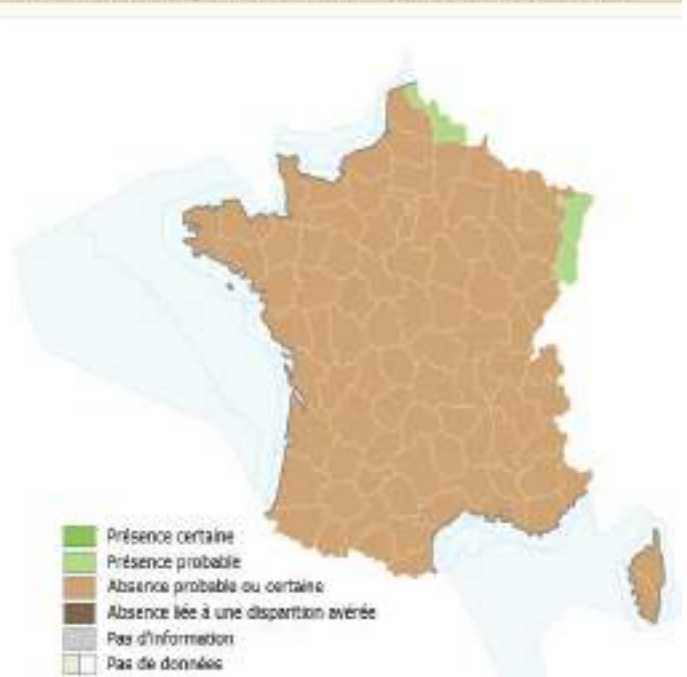 Présence certaine
Présence probable
Absence probable ou certaine
Absence liée à une disparition avérée
Pas d'information
Pas de données